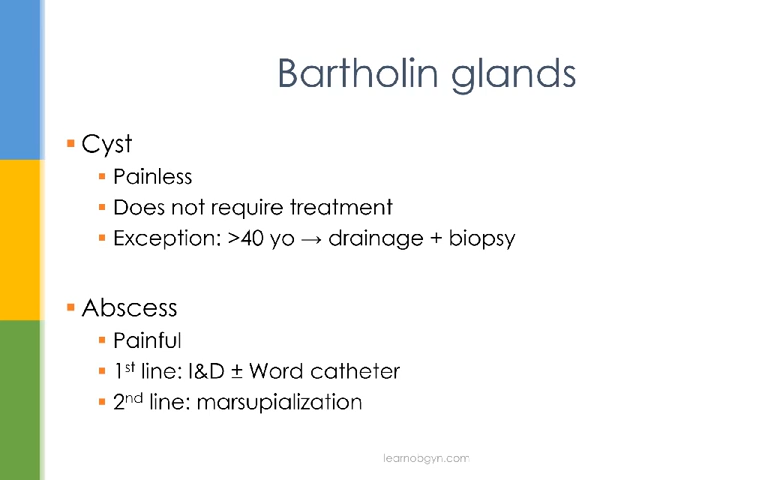 Bartholin glands
Cyst
Painless
Does not require treatment
Exception: >40 yo → drainage + biopsy
Abscess
Painful
1st line: I&D ± Word catheter
2nd line: marsupialization
learnobgyn.com